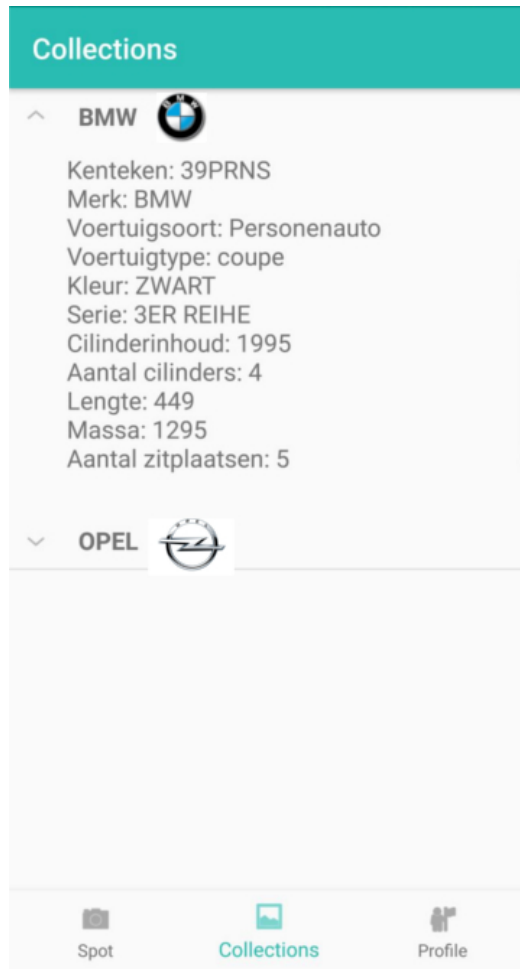 Collections
BMW
Kenteken: 39PRNS
Merk: BMW
Voertuigsoort: Personenauto
Voertuigtype: coupe
Kleur: ZWART
Serie: 3ER REIHE
Cilinderinhoud: 1995
Aantal cilinders: 4
Lengte: 449
Massa: 1295
Aantal zitplaatsen: 5
OPEL
Spot Collections Profile